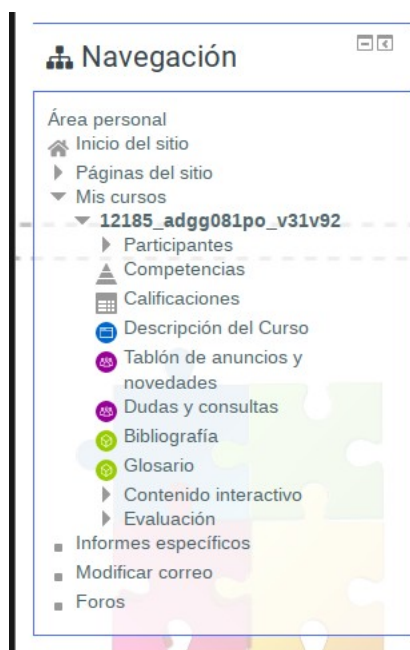 Navegación
Área personal
Inicio del sitio
Páginas del sitio
Mis cursos
12185_adgg081po_v31v92
Participantes
Competencias
Calificaciones
Descripción del Curso
Tablón de anuncios y
novedades
Dudas y consultas
Bibliografía
Glosario
Contenido interactivo
Evaluación
Informes específicos
Modificar correo
Foros